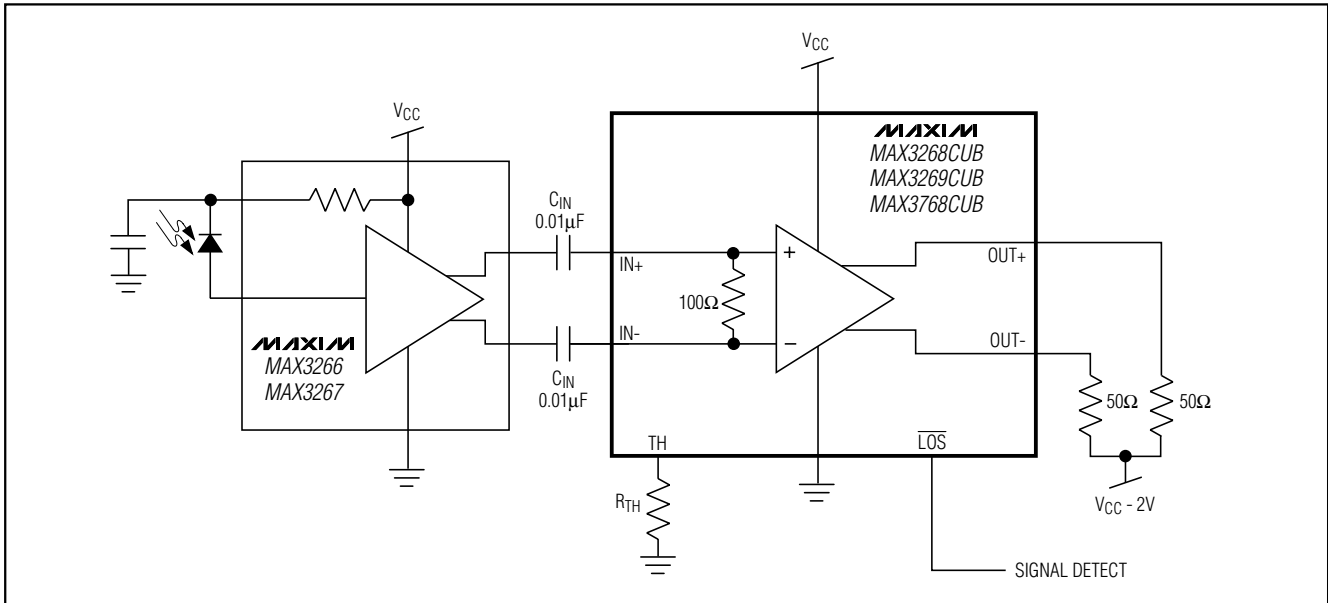 VCC
VCC
MAXIM
MAX3268CUB
MAX3269CUB
MAX3768CUB
CIN
0.01µF
IN+
+
OUT+
100Ω
IN-
−
OUT-
MAXIM
MAX3266
MAX3267
CIN
0.01µF
50Ω
50Ω
TH
LOS
RTH
VCC - 2V
SIGNAL DETECT